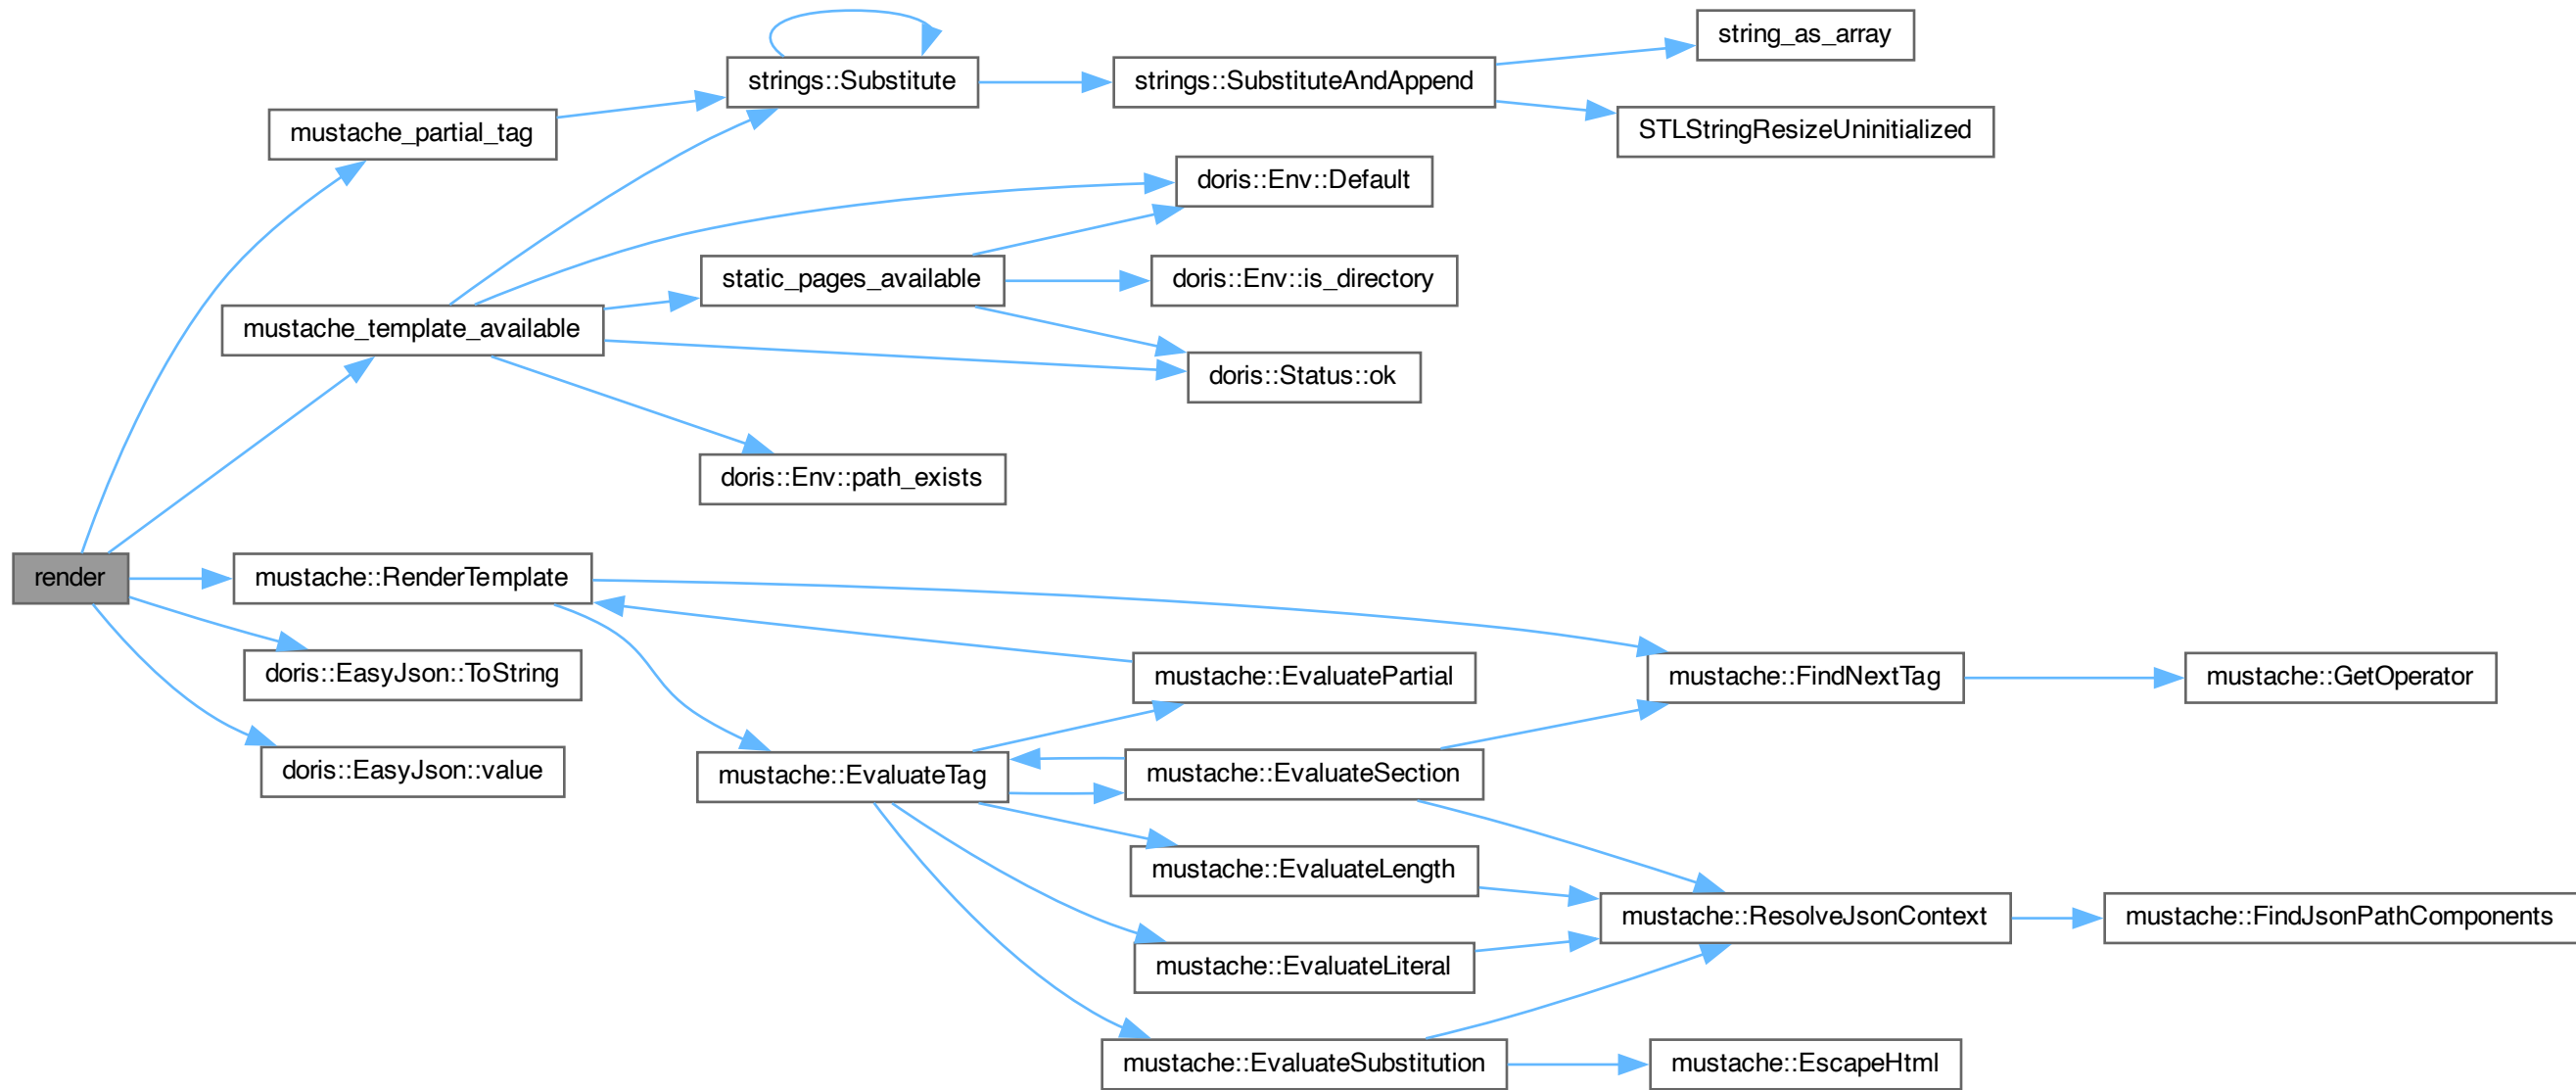 string_as_array
strings::Substitute
strings::SubstituteAndAppend
mustache_partial_tag
STLStringResizeUninitialized
doris::Env::Default
static_pages_available
doris::Env::is_directory
mustache_template_available
doris::Status::ok
doris::Env::path_exists
render
mustache::RenderTemplate
doris::EasyJson::ToString
mustache::EvaluatePartial
mustache::FindNextTag
mustache::GetOperator
doris::EasyJson::value
mustache::EvaluateTag
mustache::EvaluateSection
mustache::EvaluateLength
mustache::ResolveJsonContext
mustache::FindJsonPathComponents
mustache::EvaluateLiteral
mustache::EvaluateSubstitution
mustache::EscapeHtml